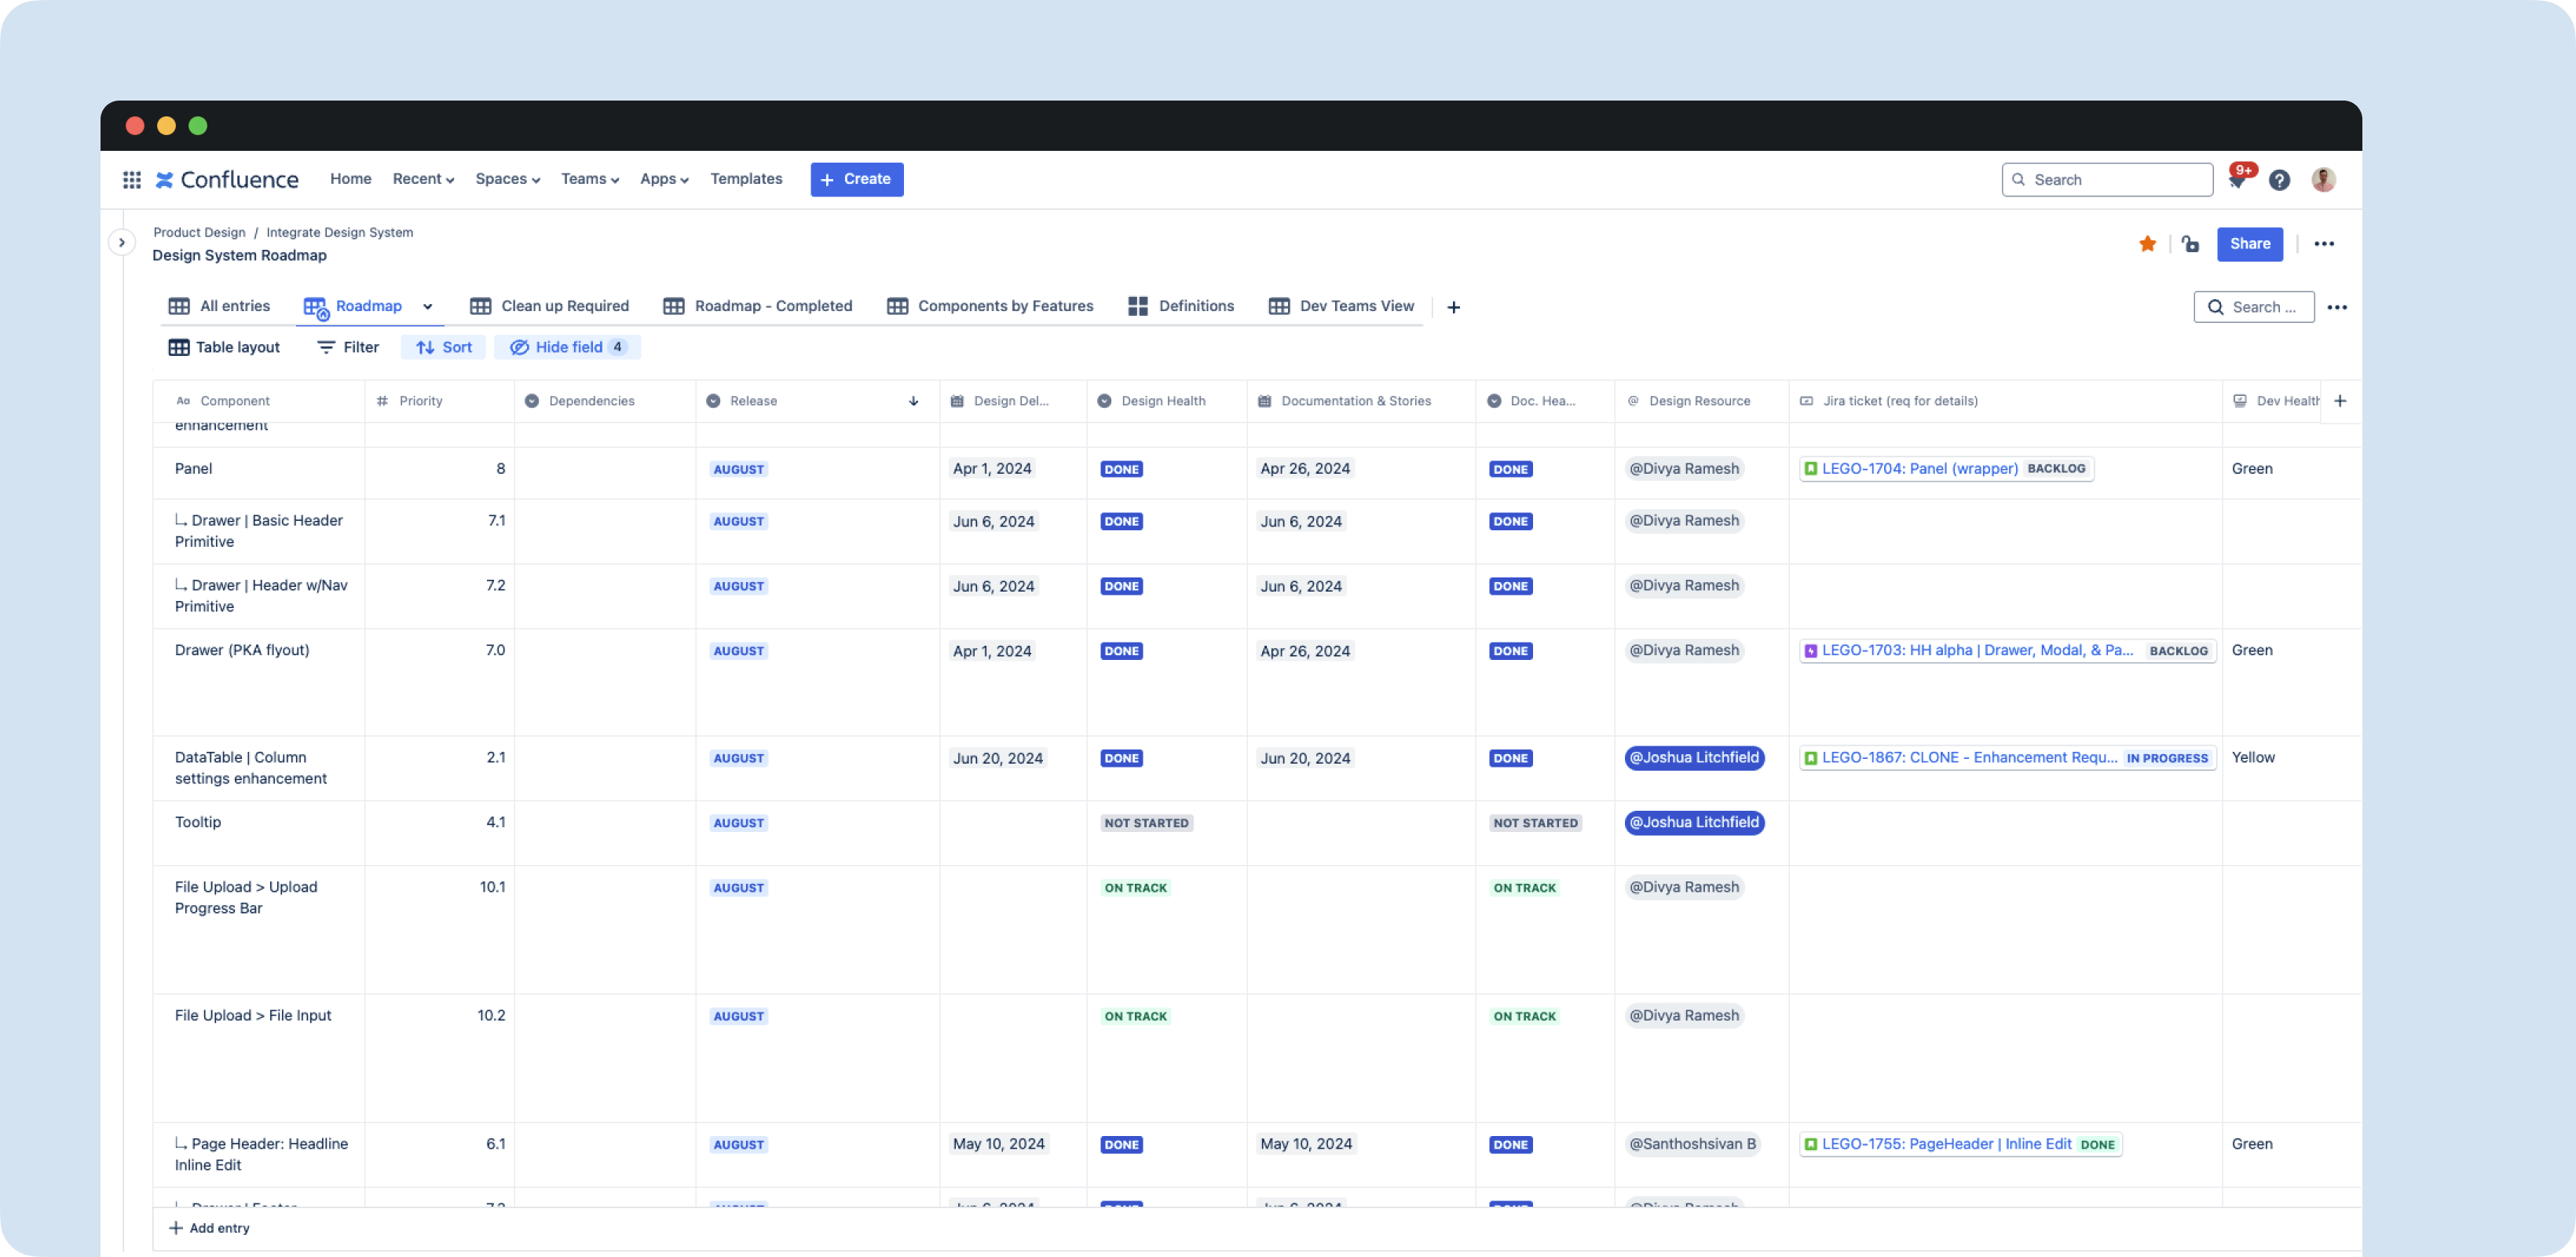 Confluence Home Recent Spaces Teams Apps Templates + Create Search 9+ ?
Product Design / Integrate Design System
Design System Roadmap
Share
All entries Roadmap Clean up Required Roadmap - Completed Components by Features Definitions Dev Teams View + Search ...
Table layout Filter Sort Hide field 4
Aa Component # Priority Dependencies Release Design Del... Design Health Documentation & Stories Doc. Hea... @ Design Resource Jira ticket (req for details) Dev Health +
enhancement
Panel 8 AUGUST Apr 1, 2024 DONE Apr 26, 2024 DONE @Divya Ramesh LEGO-1704: Panel (wrapper) BACKLOG Green
Drawer | Basic Header 7.1 AUGUST Jun 6, 2024 DONE Jun 6, 2024 DONE @Divya Ramesh
Primitive
Drawer | Header w/Nav 7.2 AUGUST Jun 6, 2024 DONE Jun 6, 2024 DONE @Divya Ramesh
Primitive
Drawer (PKA flyout) 7.0 AUGUST Apr 1, 2024 DONE Apr 26, 2024 DONE @Divya Ramesh LEGO-1703: HH alpha | Drawer, Modal, & Pa... BACKLOG Green
DataTable | Column 2.1 AUGUST Jun 20, 2024 DONE Jun 20, 2024 DONE @Joshua Litchfield LEGO-1867: CLONE - Enhancement Requ... IN PROGRESS Yellow
settings enhancement
Tooltip 4.1 AUGUST NOT STARTED NOT STARTED @Joshua Litchfield
File Upload > Upload 10.1 AUGUST ON TRACK ON TRACK @Divya Ramesh
Progress Bar
File Upload > File Input 10.2 AUGUST ON TRACK ON TRACK @Divya Ramesh
Page Header: Headline 6.1 AUGUST May 10, 2024 DONE May 10, 2024 DONE @Santhoshsivan B LEGO-1755: PageHeader | Inline Edit DONE Green
Inline Edit
+ Add entry